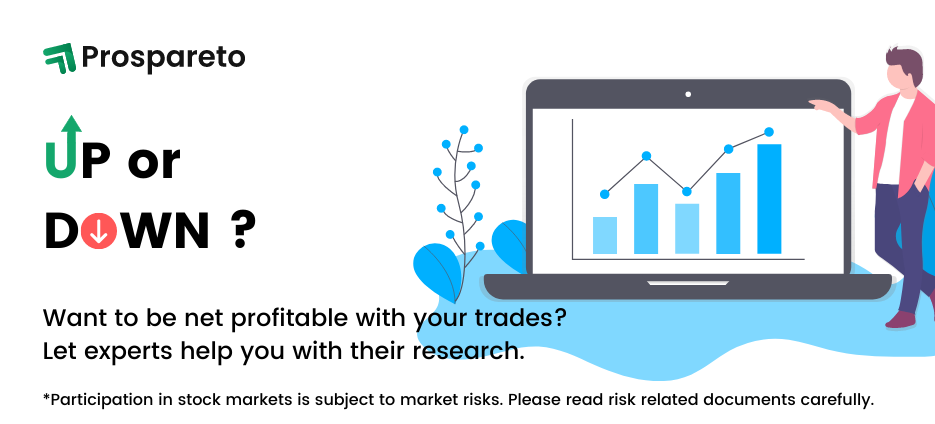 Prospareto
UP or
DOWN ?
Want to be net profitable with your trades?
Let experts help you with their research.
*Participation in stock markets is subject to market risks. Please read risk related documents carefully.